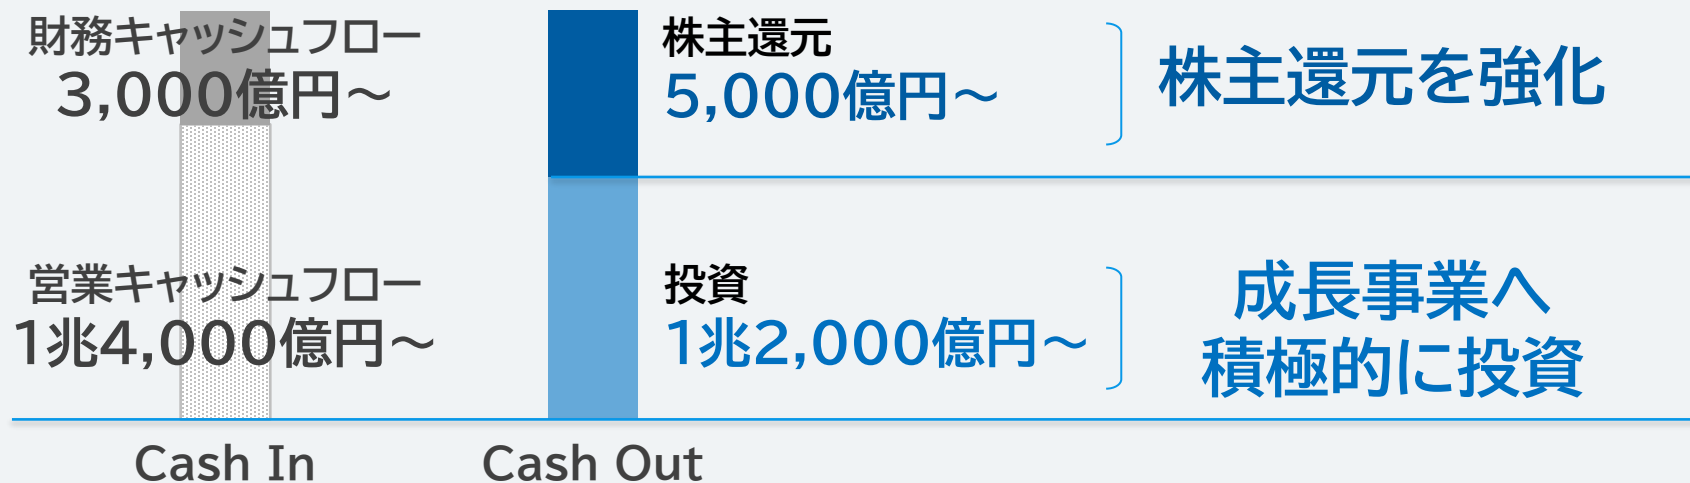 財務キャッシュフロー
3,000億円～
株主還元
5,000億円～
株主還元を強化
営業キャッシュフロー
1兆4,000億円～
投資
1兆2,000億円～
成長事業へ
積極的に投資
Cash In
Cash Out